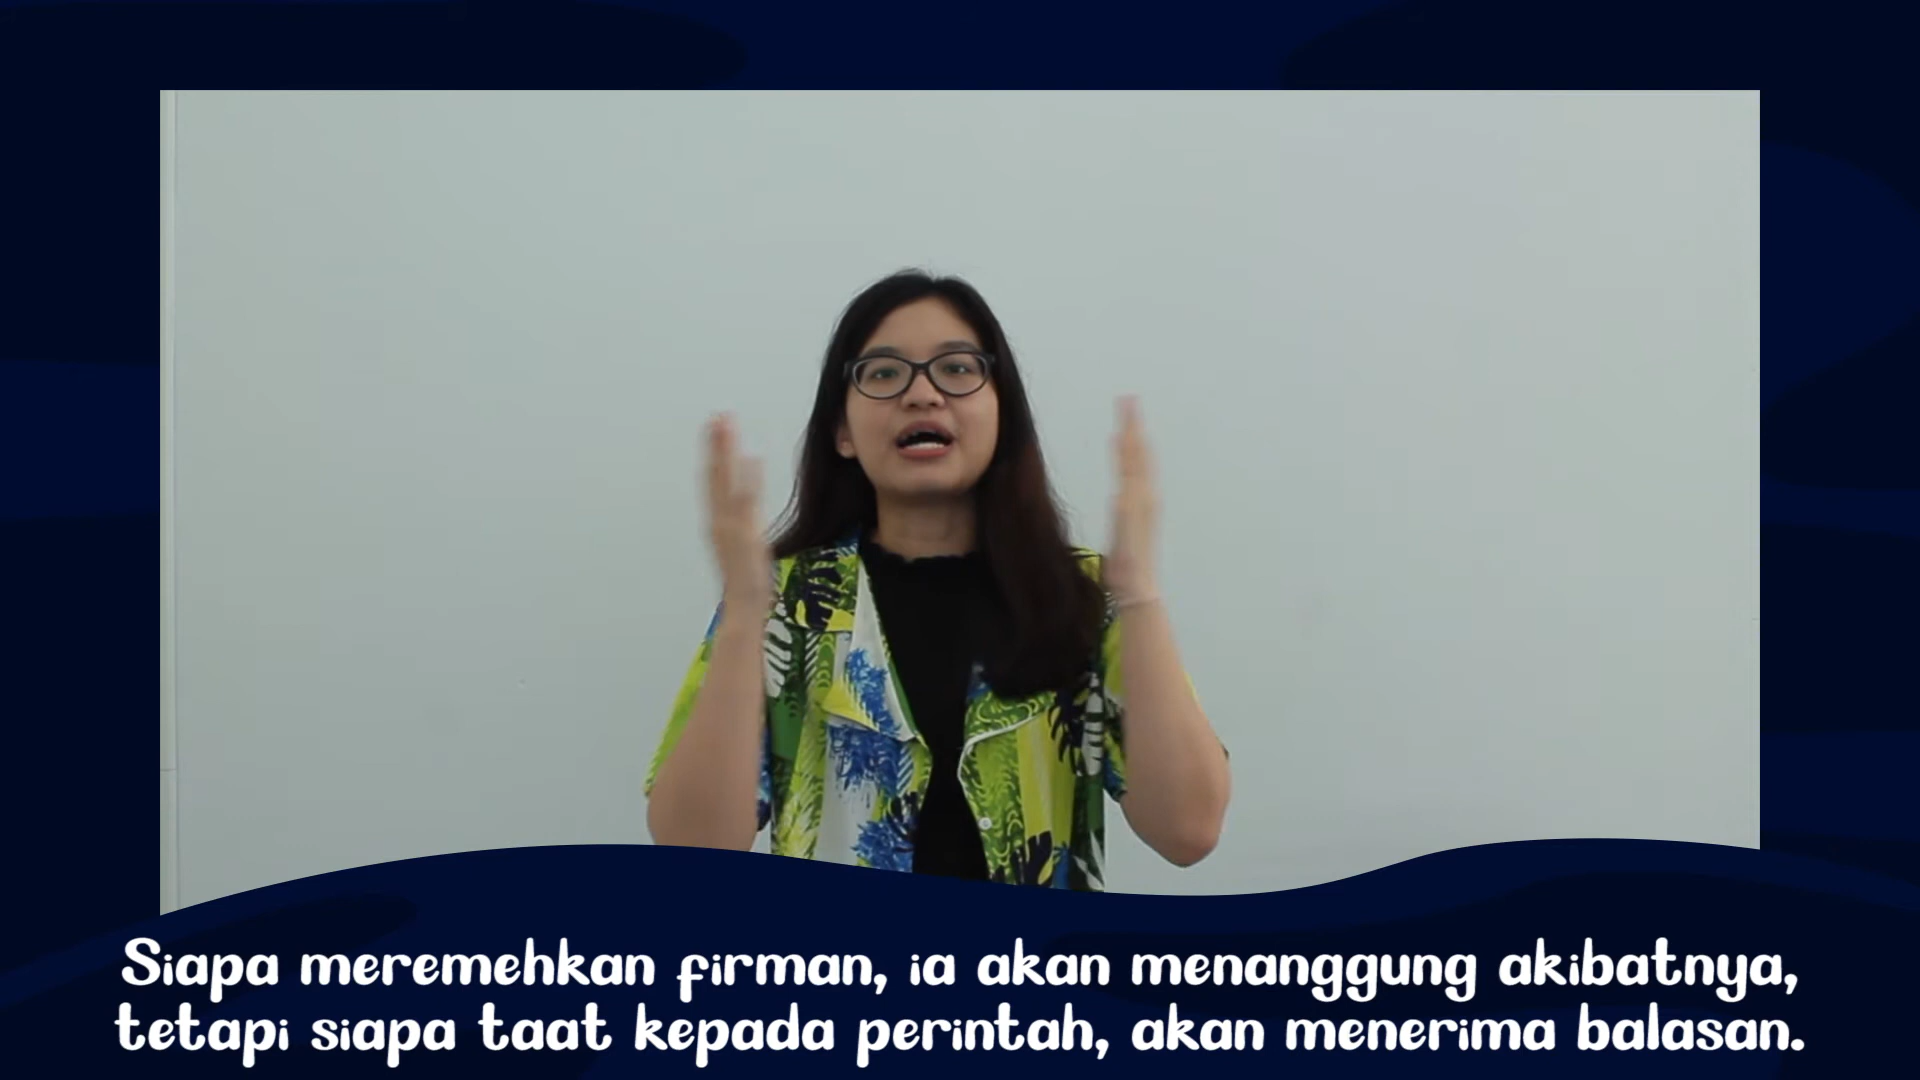 Siapa meremehkan firman, ia akan menanggung akibatnya,
tetapi siapa taat kepada perintah, akan menerima balasan.